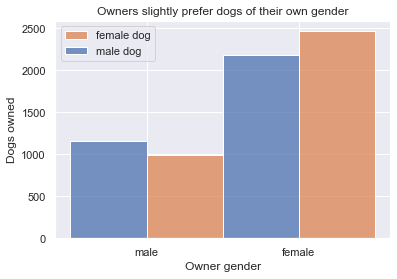 Owners slightly prefer dogs of their own gender
female dog
male dog
2500
2000
1500
1000
500
0
Dogs owned
male female
Owner gender